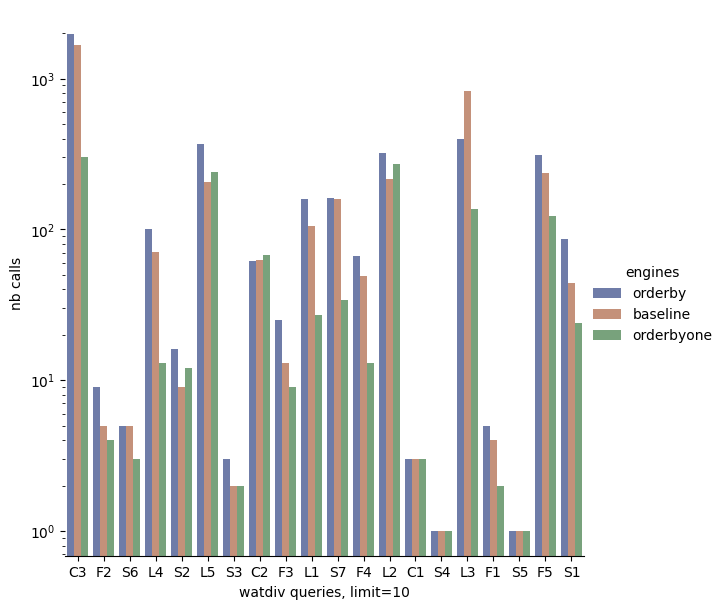 10³
10²
10¹
10⁰
nb calls
C3 F2 S6 L4 S2 L5 S3 C2 F3 L1 S7 F4 L2 C1 S4 L3 F1 S5 F5 S1
watdiv queries, limit=10
engines
orderby
baseline
orderbyone